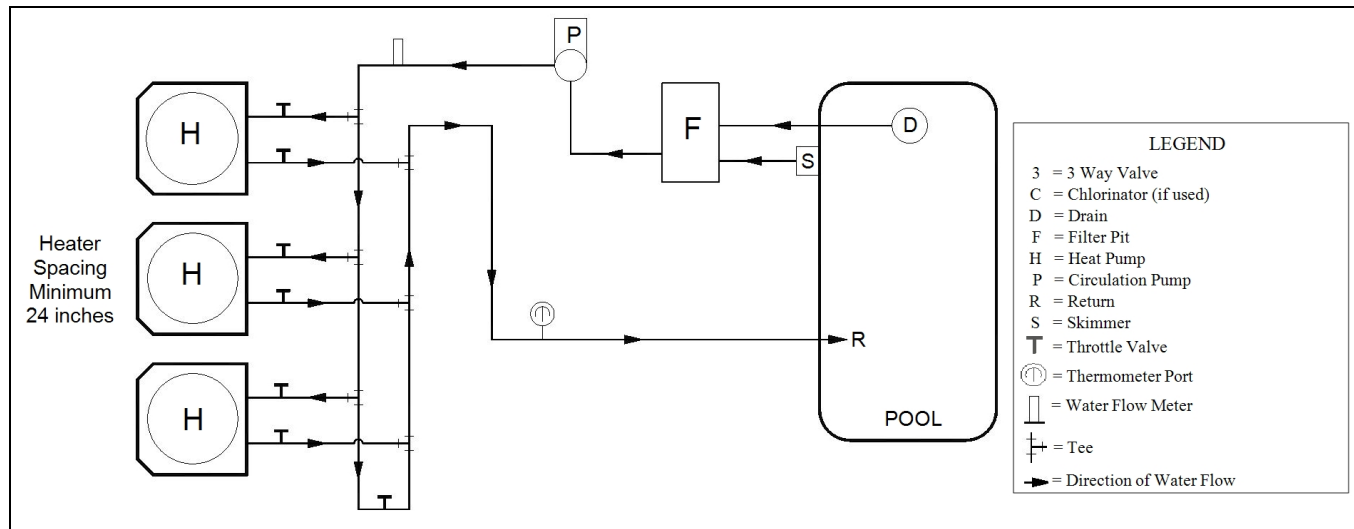 P
H
F
D
S
H
Heater
Spacing
Minimum
24 inches
R
H
POOL
LEGEND
3 = 3 Way Valve
C = Chlorinator (if used)
D = Drain
F = Filter Pit
H = Heat Pump
P = Circulation Pump
R = Return
S = Skimmer
= Throttle Valve
= Thermometer Port
= Water Flow Meter
= Tee
= Direction of Water Flow